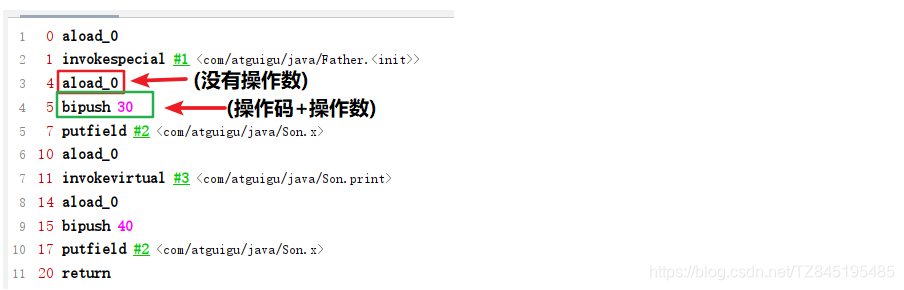 1 0 aload_0
2 1 invokespecial #1 <com/atguigu/java/Father.<init>>
3 4 aload_0 (没有操作数)
4 5 bipush 30 (操作码+操作数)
5 7 putfield #2 <com/atguigu/java/Son.x>
6 10 aload_0
7 11 invokevirtual #3 <com/atguigu/java/Son.print>
8 14 aload_0
9 15 bipush 40
10 17 putfield #2 <com/atguigu/java/Son.x>
11 20 return
https://blog.csdn.net/TZ845195485